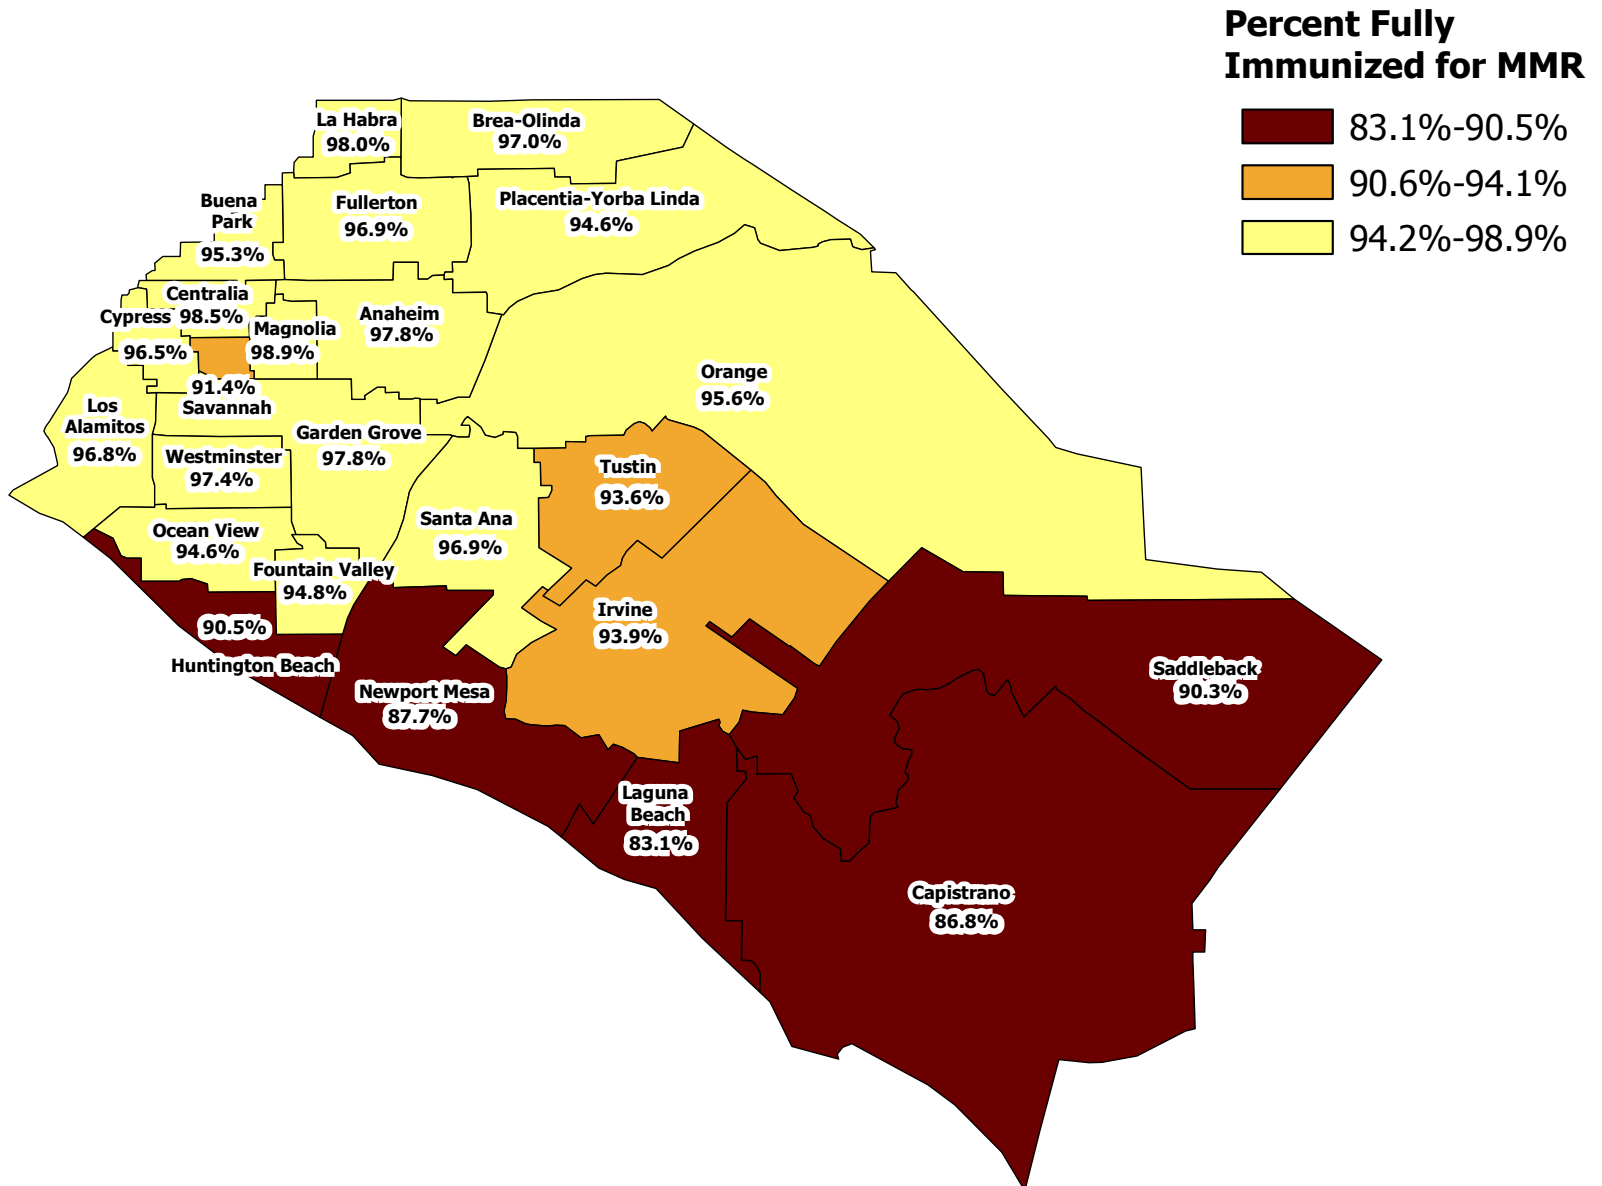 Percent Fully
Immunized for MMR
83.1%-90.5%
90.6%-94.1%
94.2%-98.9%
La Habra
98.0%
Brea-Olinda
97.0%
Buena
Park
95.3%
Fullerton
96.9%
Placentia-Yorba Linda
94.6%
Centralia
98.5%
Cypress
96.5%
Magnolia
98.9%
Anaheim
97.8%
91.4%
Savannah
Orange
95.6%
Los
Alamitos
96.8%
Garden Grove
97.8%
Westminster
97.4%
Tustin
93.6%
Santa Ana
96.9%
Ocean View
94.6%
Fountain Valley
94.8%
Irvine
93.9%
90.5%
Huntington Beach
Newport Mesa
87.7%
Saddleback
90.3%
Laguna
Beach
83.1%
Capistrano
86.8%